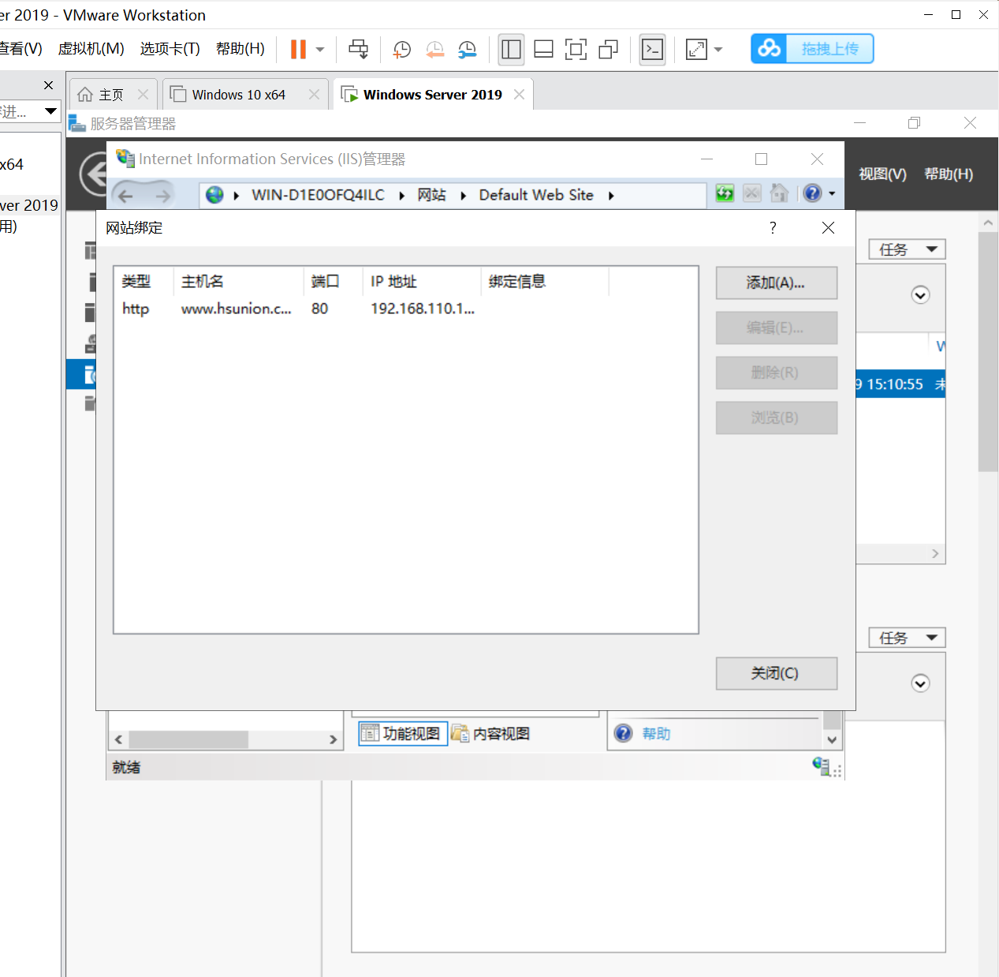 er 2019 - VMware Workstation
查看(V) 虚拟机(M) 选项卡(T) 帮助(H) 拖拽上传
主页 Windows 10 x64 Windows Server 2019
进...
服务器管理器
x64
Internet Information Services (IIS)管理器
视图(V) 帮助(H)
WIN-D1E0OFQ4ILC 网站 Default Web Site
ver 2019
用)
网站绑定 ?
任务
类型 主机名 端口 IP 地址 绑定信息
添加(A)...
http www.hsunion.c... 80 192.168.110.1...
编辑(E)...
W
删除(R)
9 15:10:55 未
浏览(B)
任务
关闭(C)
功能视图 内容视图 帮助
就绪